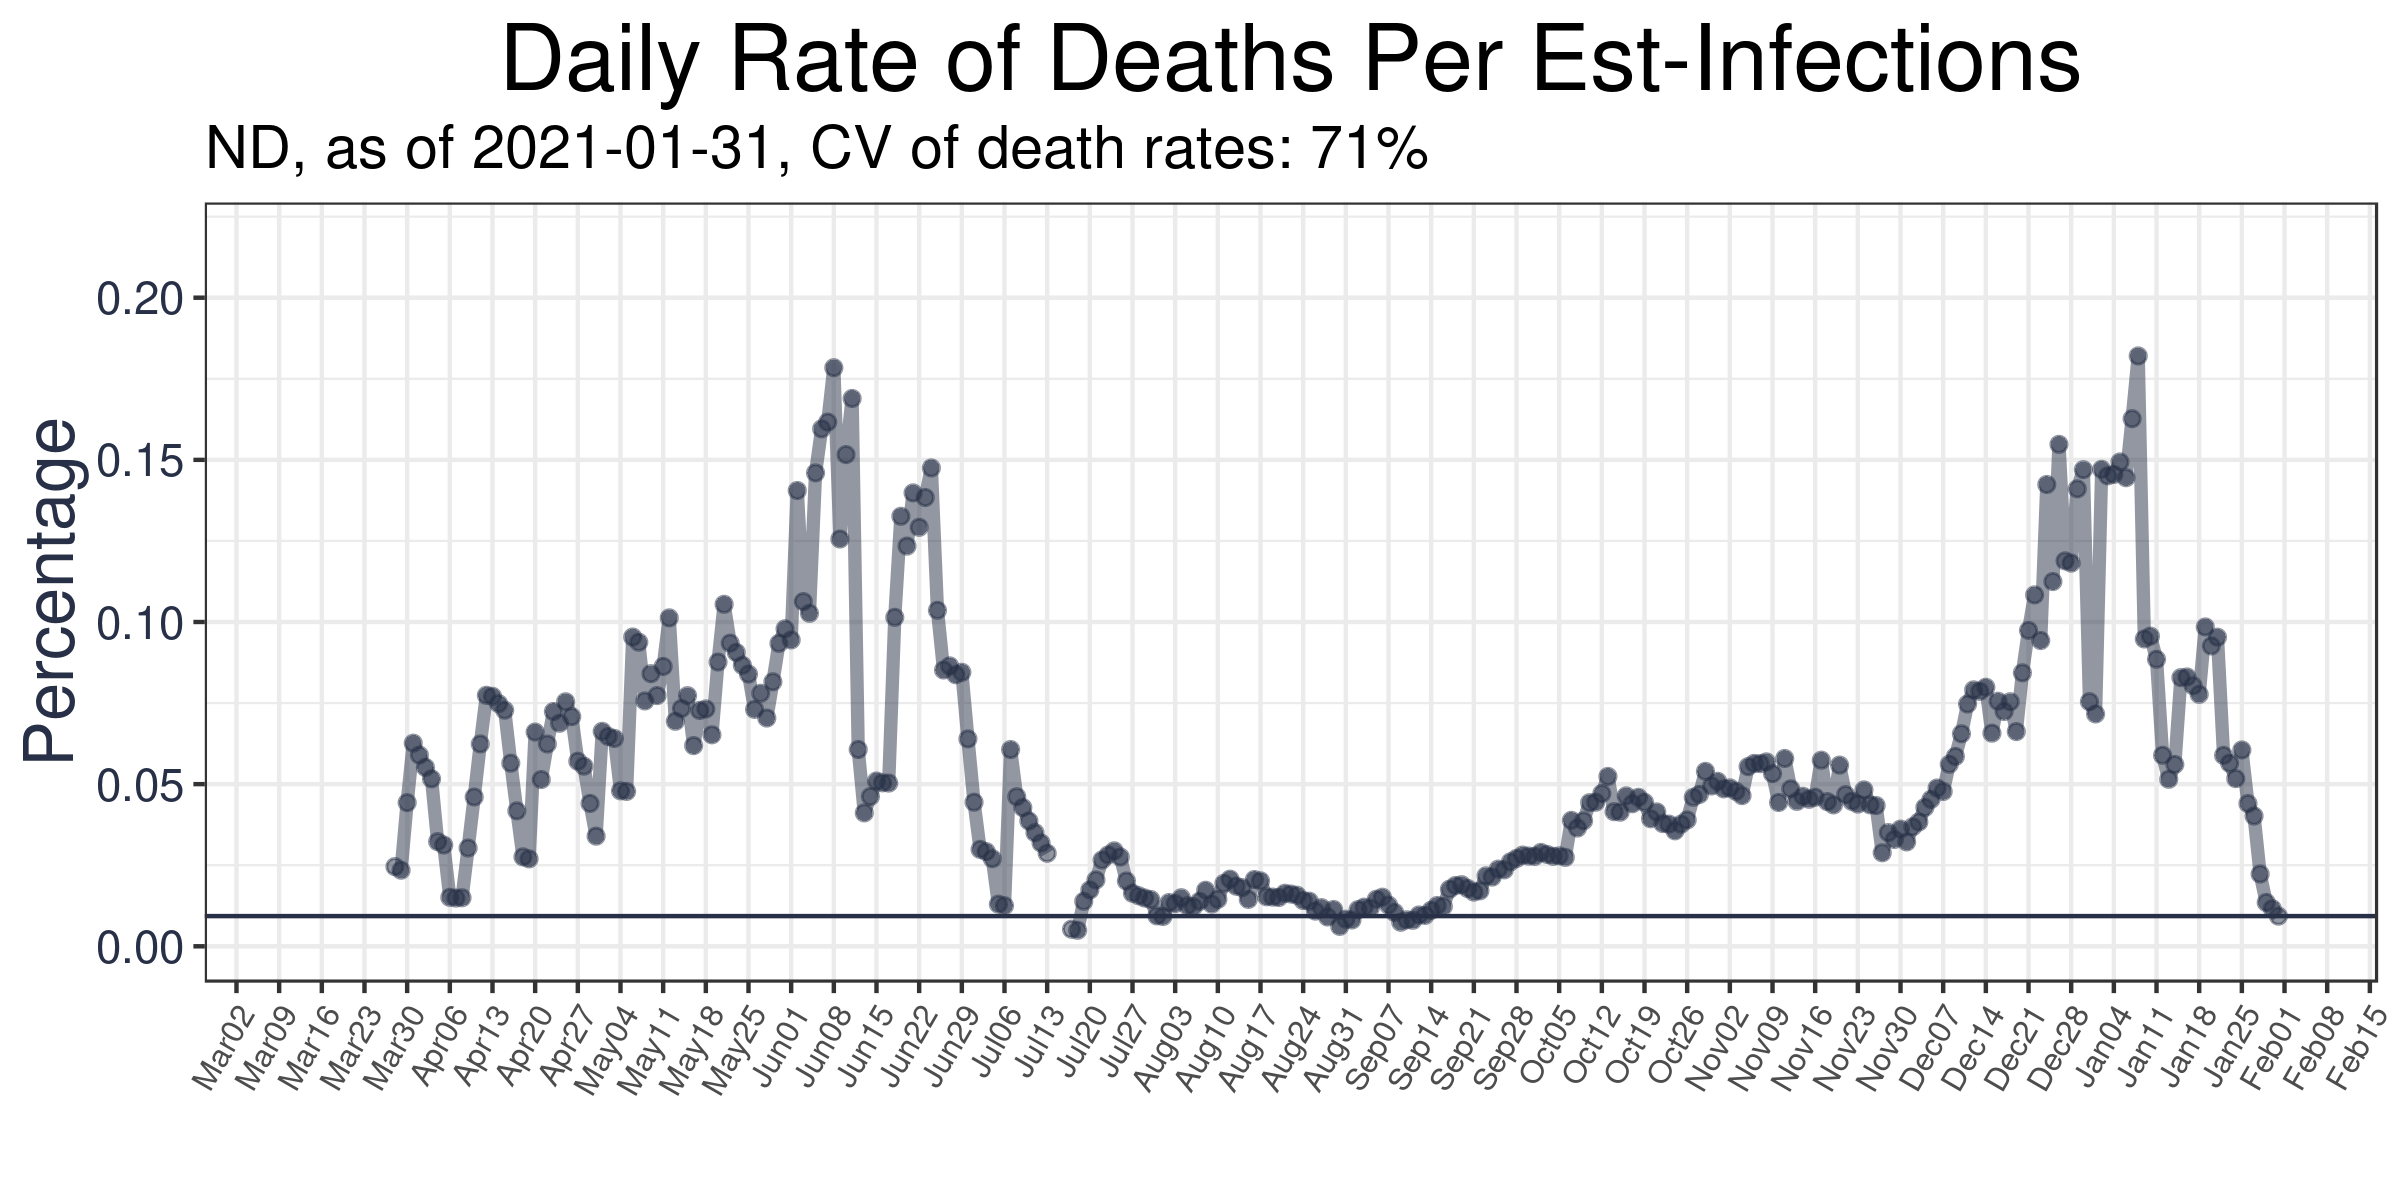 Daily Rate of Deaths Per Est-Infections
ND, as of 2021-01-31, CV of death rates: 71%
Percentage
0.20
0.15
0.10
0.05
0.00
Mar02
Mar09
Mar16
Mar23
Mar30
Apr06
Apr13
Apr20
Apr27
May04
May11
May18
May25
Jun01
Jun08
Jun15
Jun22
Jun29
Jul06
Jul13
Jul20
Jul27
Aug03
Aug10
Aug17
Aug24
Aug31
Sep07
Sep14
Sep21
Sep28
Oct05
Oct12
Oct19
Oct26
Nov02
Nov09
Nov16
Nov23
Nov30
Dec07
Dec14
Dec21
Dec28
Jan04
Jan11
Jan18
Jan25
Feb01
Feb08
Feb15